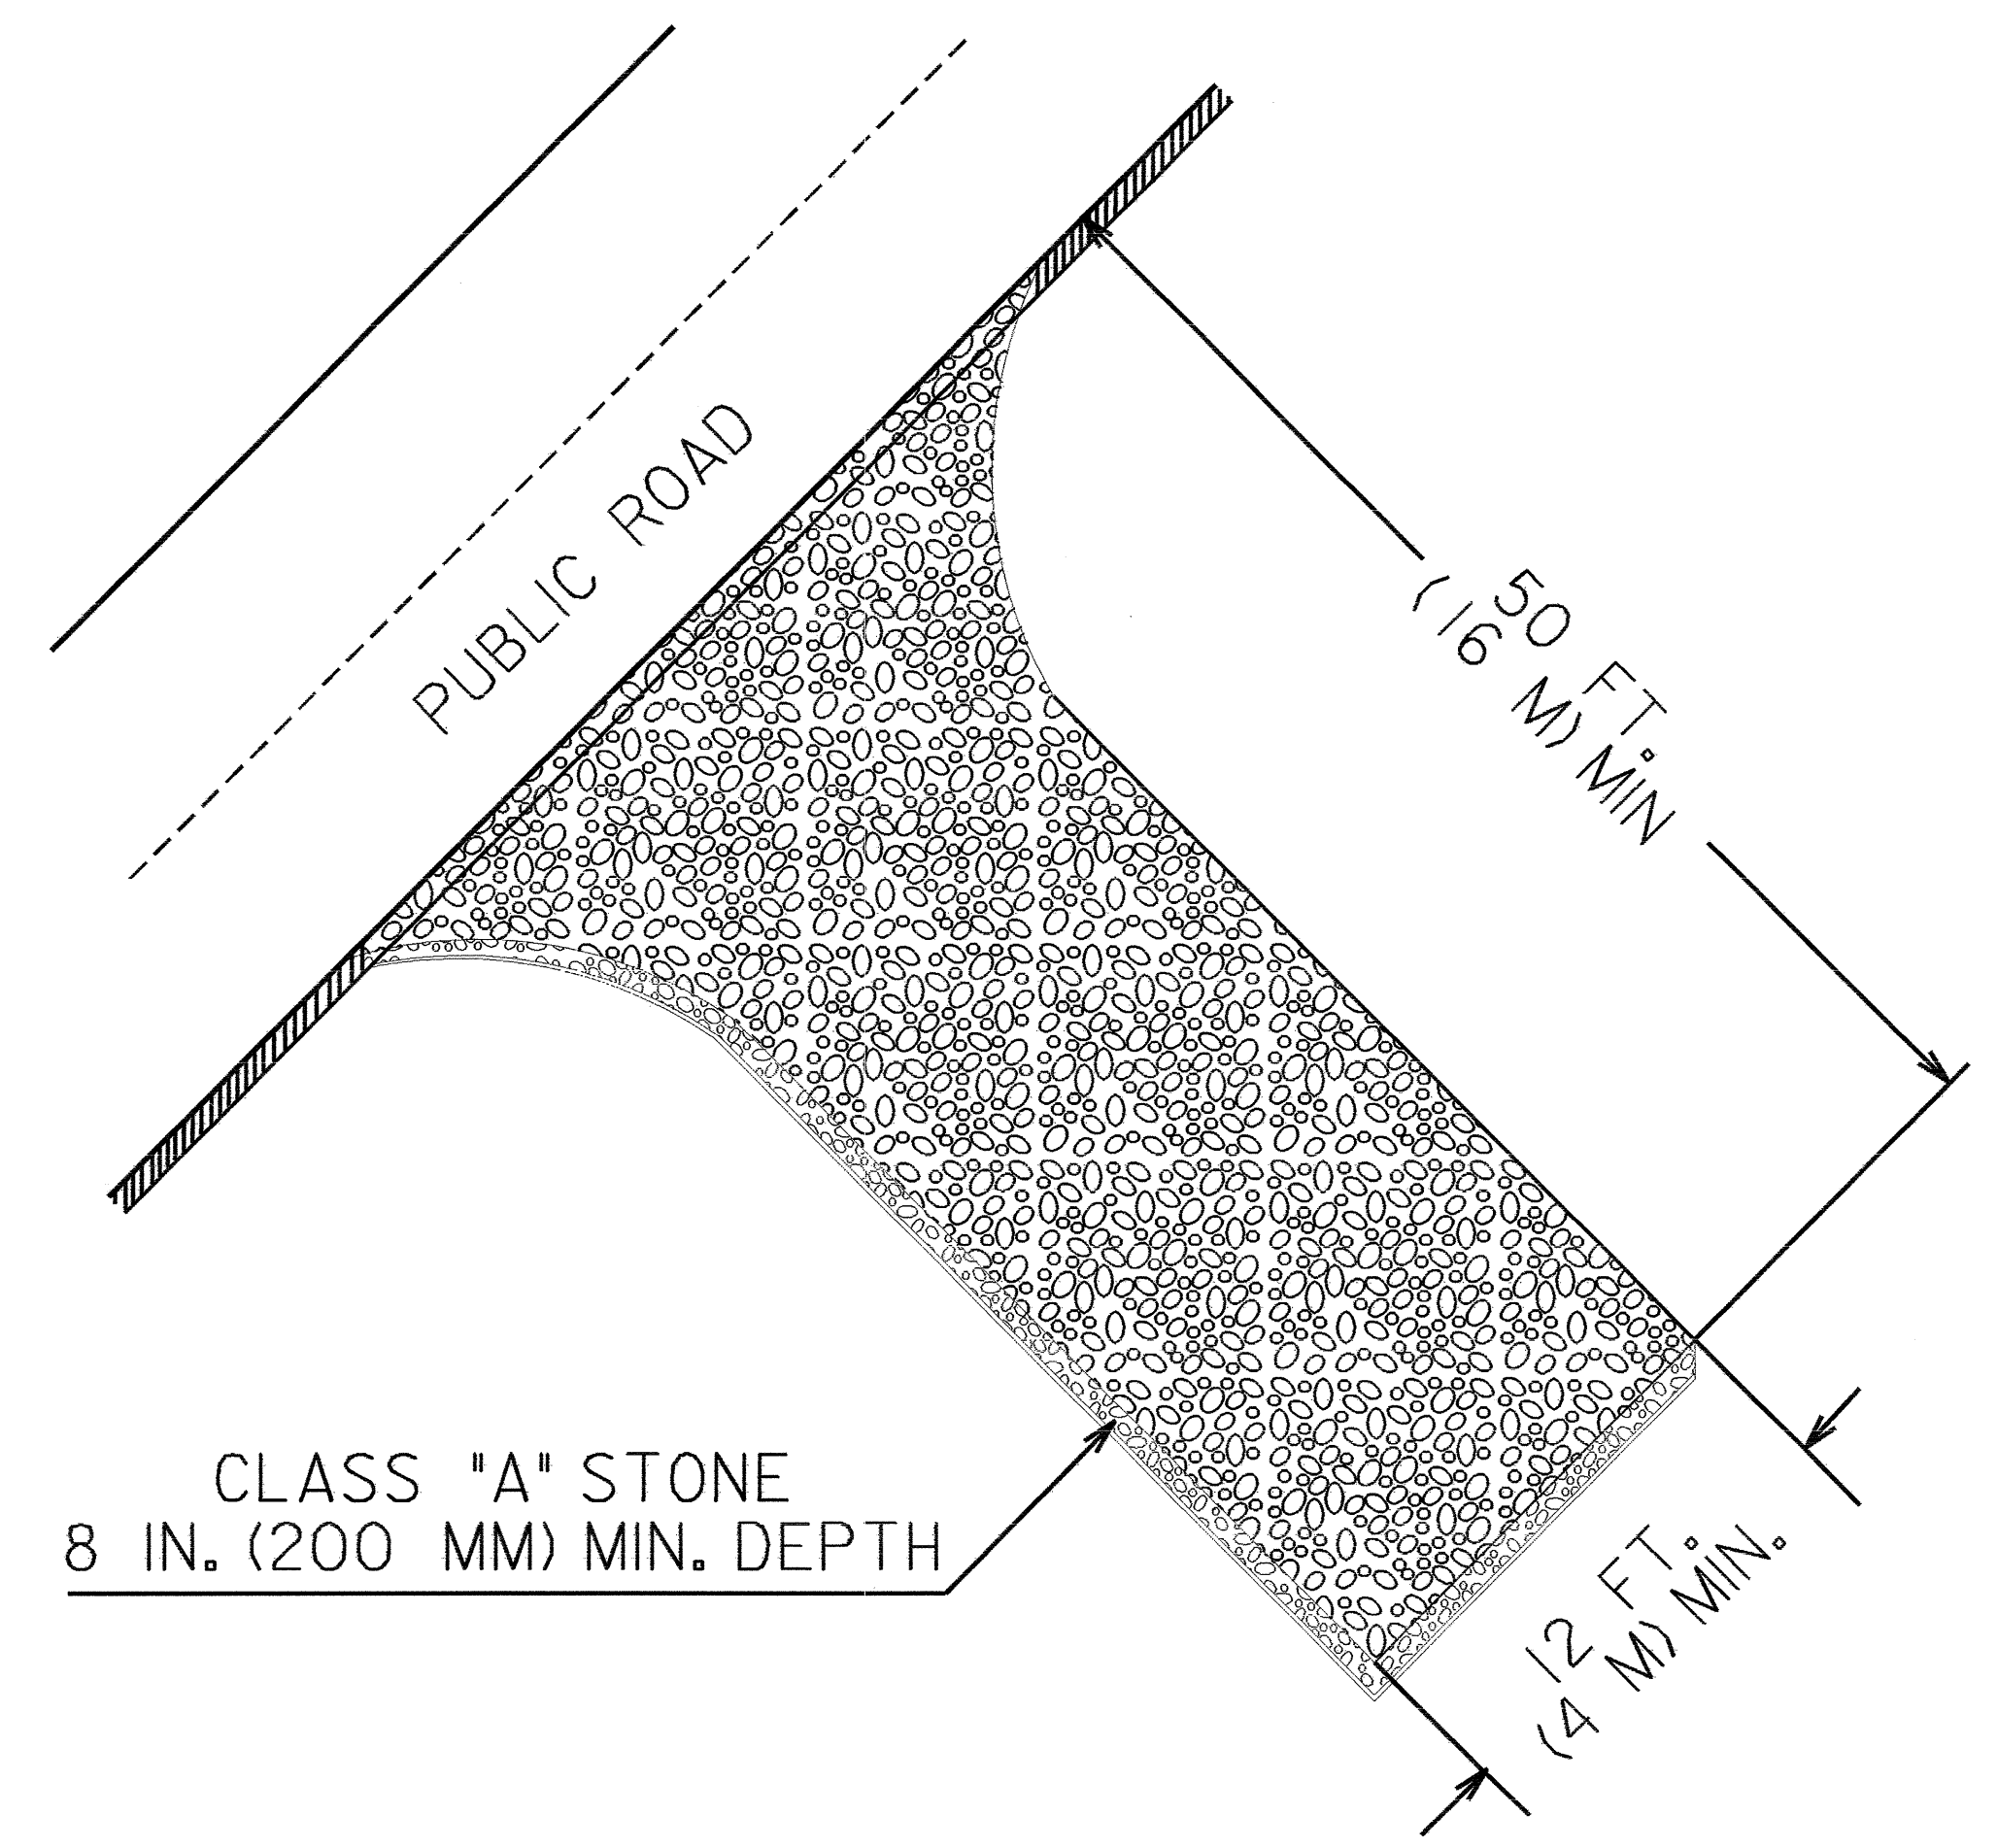 PUBLIC ROAD
50 FT.
(16 M) MIN
CLASS "A" STONE
8 IN. (200 MM) MIN. DEPTH
12 FT.
(4 M) MIN.